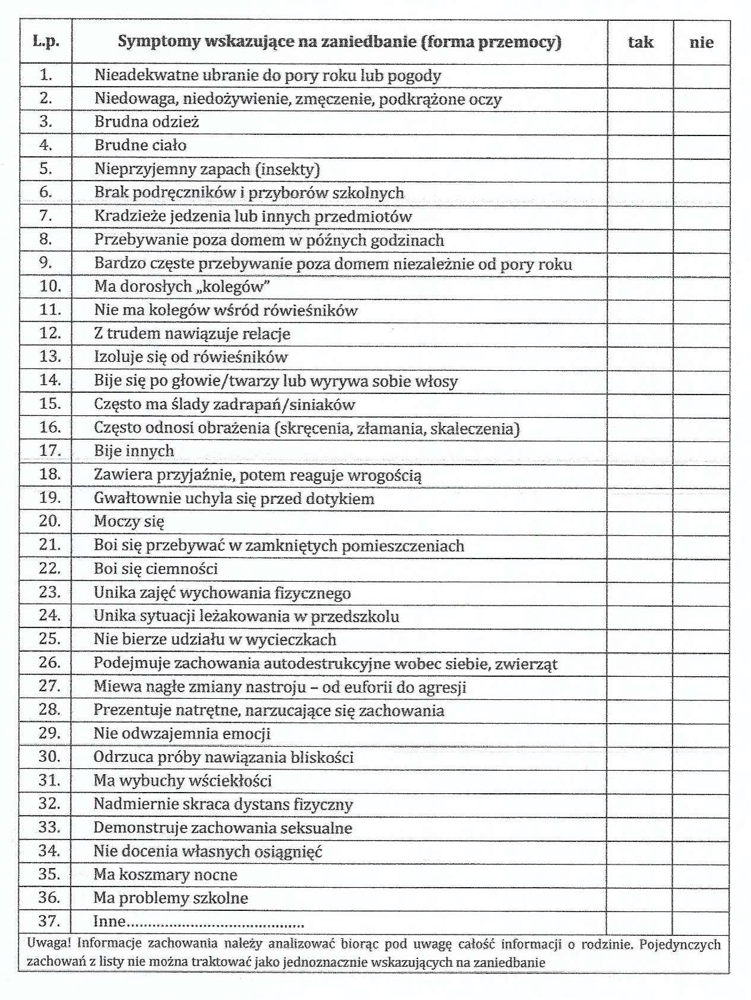 L.p. Symptomy wskazujące na zaniedbanie (forma przemocy) tak nie
1. Nieadekwatne ubranie do pory roku lub pogody
2. Niedowaga, niedożywienie, zmęczenie, podkrążone oczy
3. Brudna odzież
4. Brudne ciało
5. Nieprzyjemny zapach (insekty)
6. Brak podręczników i przyborów szkolnych
7. Kradzieże jedzenia lub innych przedmiotów
8. Przebywanie poza domem w późnych godzinach
9. Bardzo częste przebywanie poza domem niezależnie od pory roku
10. Ma dorosłych „kolegów”
11. Nie ma kolegów wśród rówieśników
12. Z trudem nawiązuje relacje
13. Izoluje się od rówieśników
14. Bije się po głowie/twarzy lub wyrywa sobie włosy
15. Często ma ślady zadrapań/siniaków
16. Często odnosi obrażenia (skręcenia, złamania, skaleczenia)
17. Bije innych
18. Zawiera przyjaźnie, potem reaguje wrogością
19. Gwałtownie uchyla się przed dotykiem
20. Moczy się
21. Boi się przebywać w zamkniętych pomieszczeniach
22. Boi się ciemności
23. Unika zajęć wychowania fizycznego
24. Unika sytuacji leżakowania w przedszkolu
25. Nie bierze udziału w wycieczkach
26. Podejmuje zachowania autodestrukcyjne wobec siebie, zwierząt
27. Miewa nagłe zmiany nastroju – od euforii do agresji
28. Prezentuje natrętne, narzucające się zachowania
29. Nie odwzajemnia emocji
30. Odrzuca próby nawiązania bliskości
31. Ma wybuchy wściekłości
32. Nadmiernie skraca dystans fizyczny
33. Demonstruje zachowania seksualne
34. Nie docenia własnych osiągnięć
35. Ma koszmary nocne
36. Ma problemy szkolne
37. Inne..........................................
Uwaga! Informacje zachowania należy analizować biorąc pod uwagę całość informacji o rodzinie. Pojedynczych
zachowań z listy nie można traktować jako jednoznacznie wskazujących na zaniedbanie